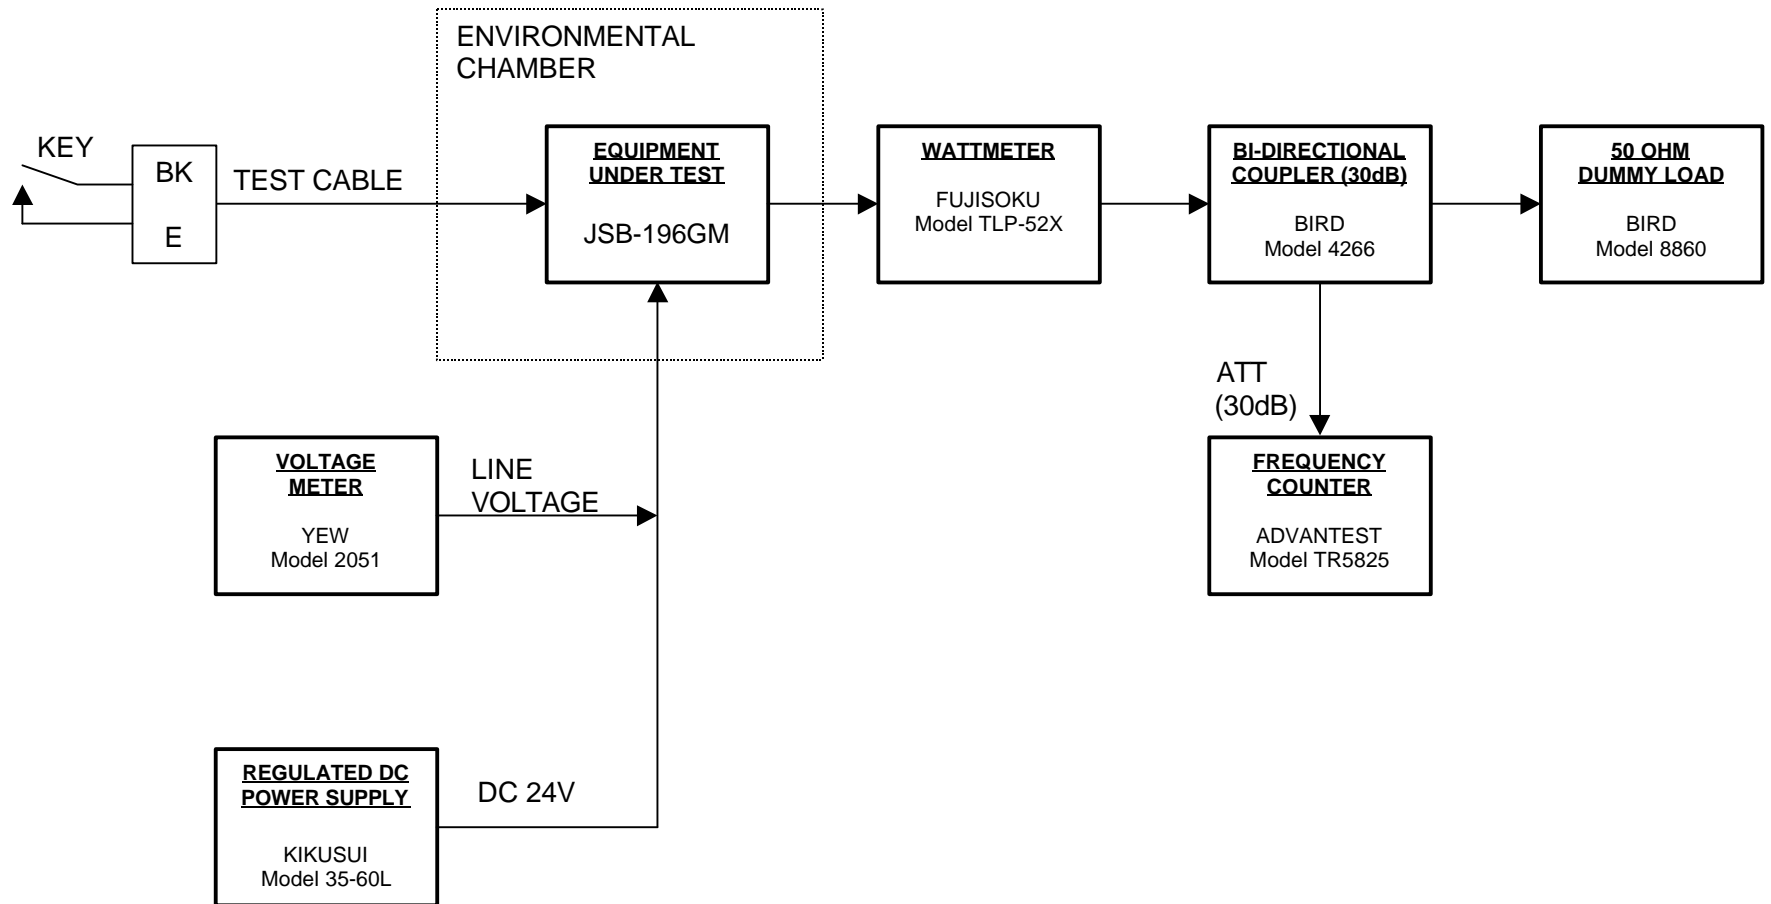 ENVIRONMENTAL
CHAMBER
KEY
BK
E
TEST CABLE
EQUIPMENT
UNDER TEST
JSB-196GM
WATTMETER
FUJISOKU
Model TLP-52X
BI-DIRECTIONAL
COUPLER (30dB)
BIRD
Model 4266
50 OHM
DUMMY LOAD
BIRD
Model 8860
ATT
(30dB)
VOLTAGE
METER
YEW
Model 2051
LINE
VOLTAGE
FREQUENCY
COUNTER
ADVANTEST
Model TR5825
REGULATED DC
POWER SUPPLY
KIKUSUI
Model 35-60L
DC 24V